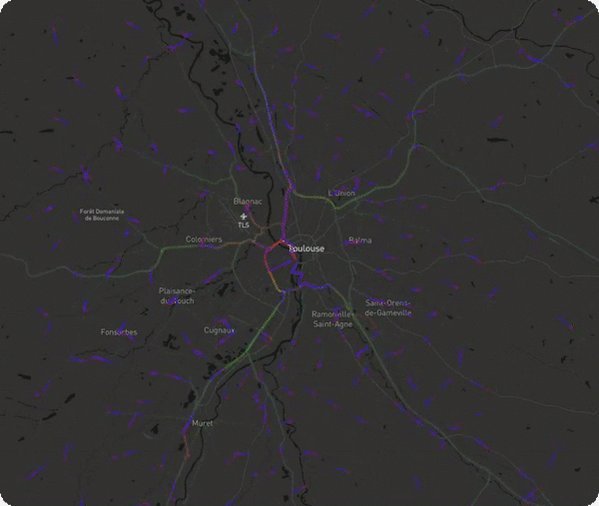 L'Union
Blagnac
Forêt Domaniale
de Bouconne
TLS
Colomiers
Balma
Toulouse
Plaisance-
du-Touch
Saint-Orens-
de-Gameville
Ramonville-
Saint-Agne
Fonsorbes
Cugnaux
Muret